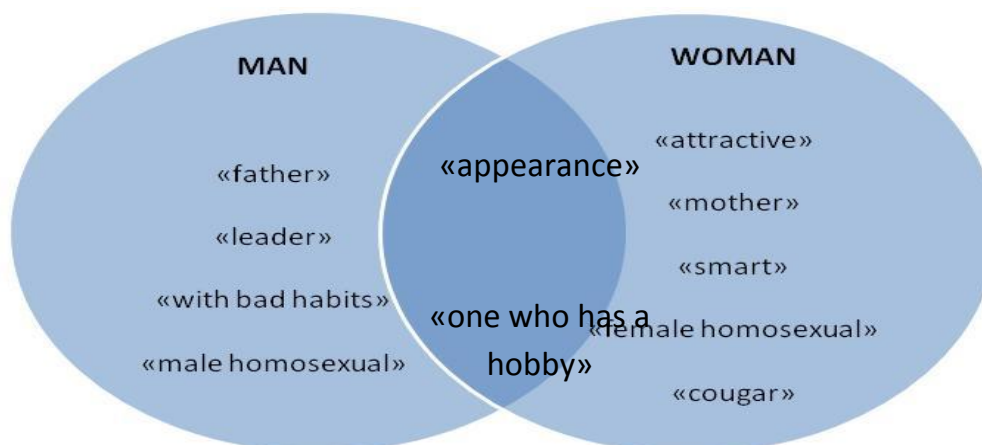 MAN
«father»
«leader»
«with bad habits»
«male homosexual»
«appearance»
«one who has a
hobby»
WOMAN
«attractive»
«mother»
«smart»
«female homosexual»
«cougar»